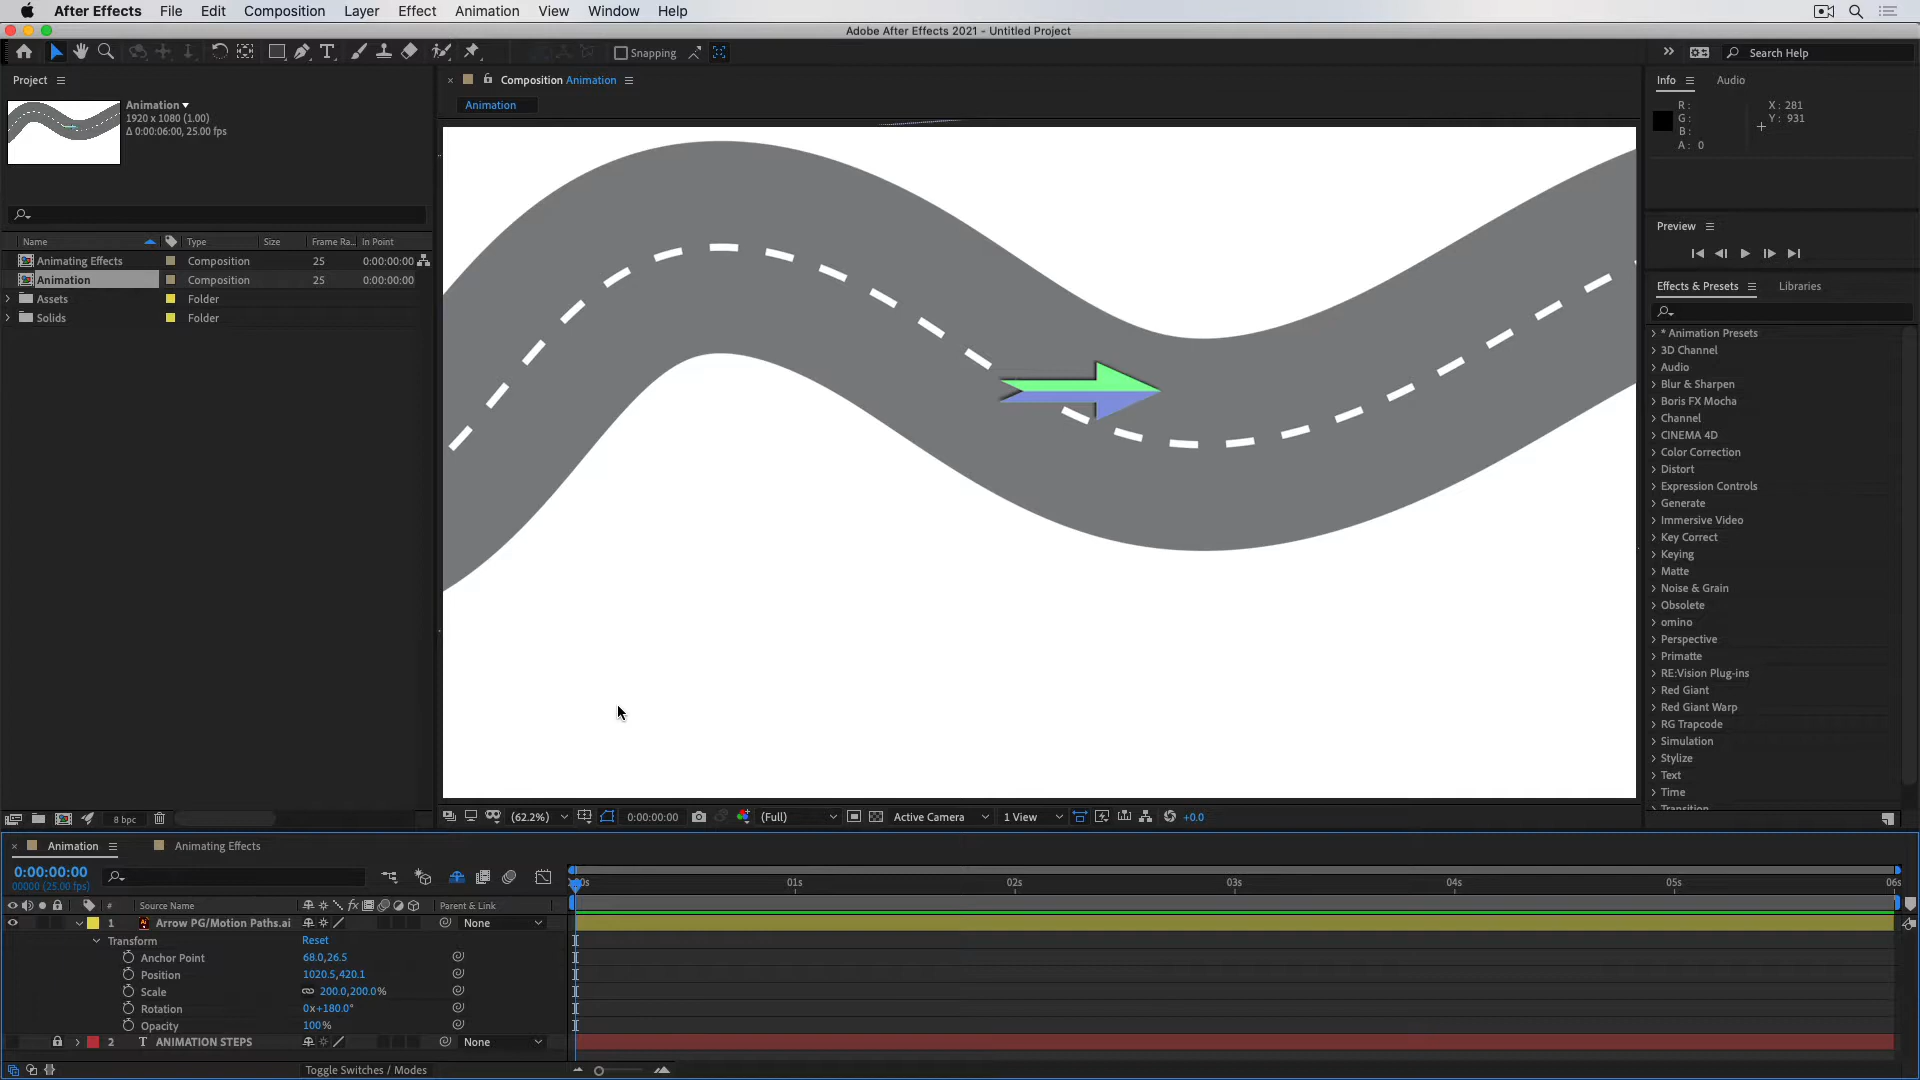 After Effects File Edit Composition Layer Effect Animation View Window Help
Adobe After Effects 2021 - Untitled Project
Snapping
Search Help
Project
Animation
1920 x 1080 (1.00)
Δ 0:00:06:00, 25.00 fps
Name Type Size Frame Ra... In Point
Animating Effects Composition 25 0:00:00:00
Animation Composition 25 0:00:00:00
Assets Folder
Solids Folder
8 bpc
Composition Animation
Animation
(62.2%) 0:00:00:00 (Full) Active Camera 1 View +0.0
Info Audio
R :
G :
B :
A : 0
X : 281
Y : 931
Preview
Effects & Presets Libraries
* Animation Presets
3D Channel
Audio
Blur & Sharpen
Boris FX Mocha
Channel
CINEMA 4D
Color Correction
Distort
Expression Controls
Generate
Immersive Video
Key Correct
Keying
Matte
Noise & Grain
Obsolete
omino
Perspective
Primatte
RE:Vision Plug-ins
Red Giant
Red Giant Warp
RG Trapcode
Simulation
Stylize
Text
Time
Transition
Animation Animating Effects
0:00:00:00
00000 (25.00 fps)
01s 02s 03s 04s 05s 06s
# Source Name fx Parent & Link
1 Arrow PG/Motion Paths.ai None
Transform Reset
Anchor Point 68.0,26.5
Position 1020.5,420.1
Scale 200.0,200.0%
Rotation 0x+180.0°
Opacity 100%
2 T ANIMATION STEPS None
Toggle Switches / Modes